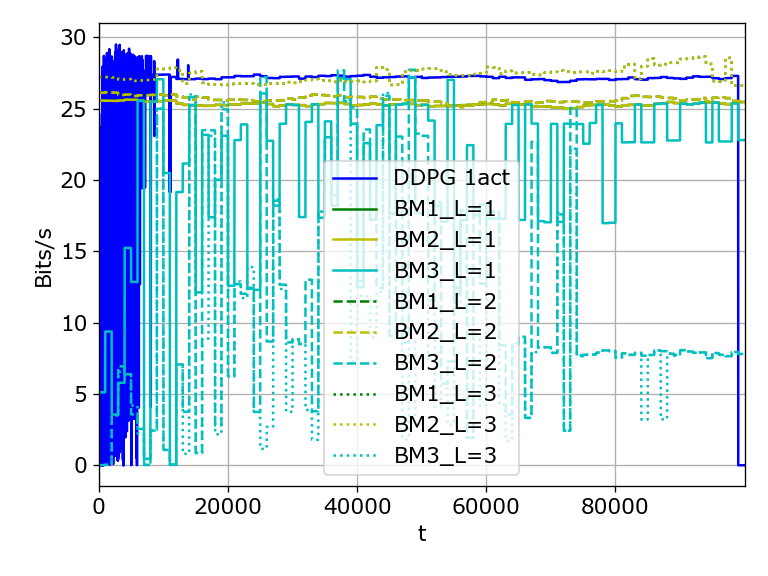 30
25
20
15
10
5
0
Bits/s
0
20000
40000
60000
80000
t
DDPG 1act
BM1_L=1
BM2_L=1
BM3_L=1
BM1_L=2
BM2_L=2
BM3_L=2
BM1_L=3
BM2_L=3
BM3_L=3